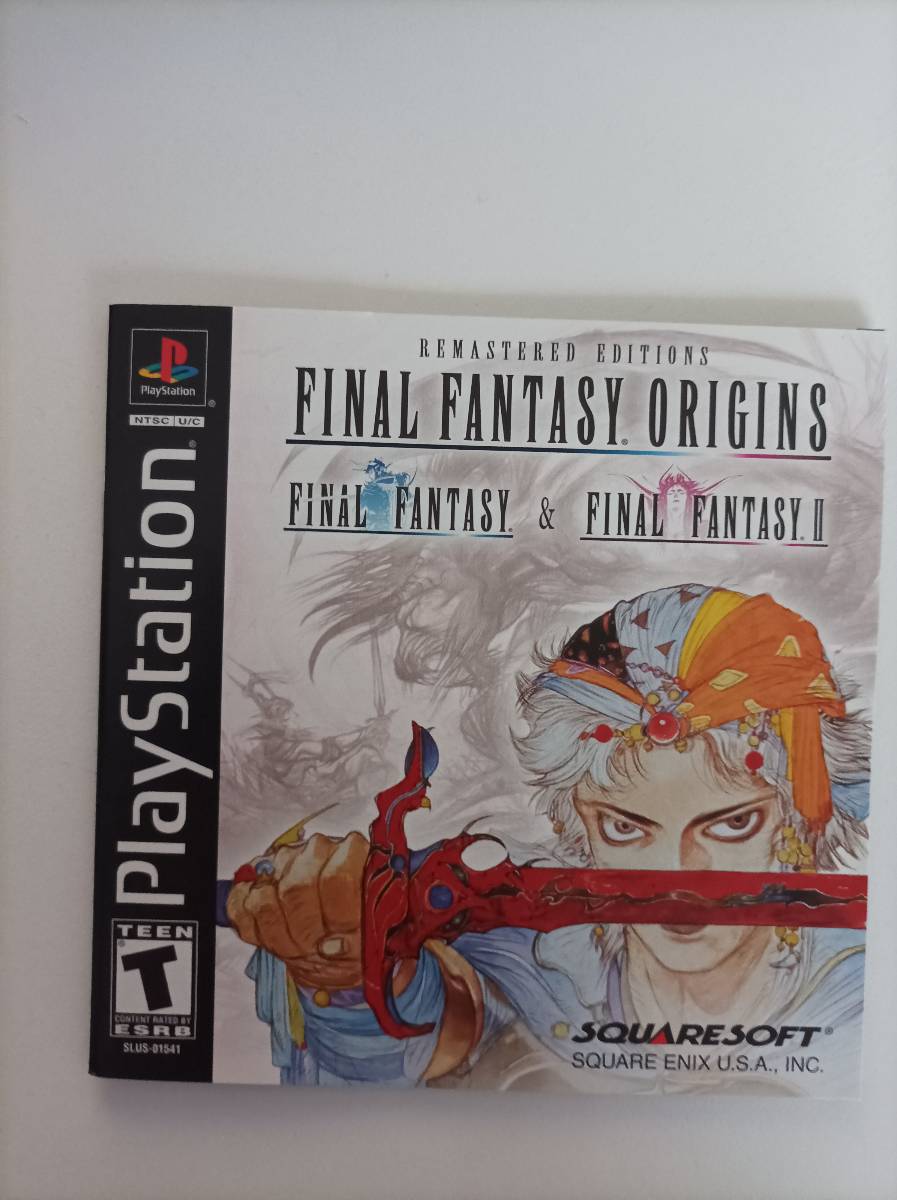 PlayStation
NTSC U/C
PlayStation
TEEN
T
CONTENT RATED BY
ESRB
SLUS-01541
REMASTERED EDITIONS
FINAL FANTASY® ORIGINS
FINAL FANTASY® & FINAL FANTASY® II
SQUARESOFT®
SQUARE ENIX U.S.A., INC.